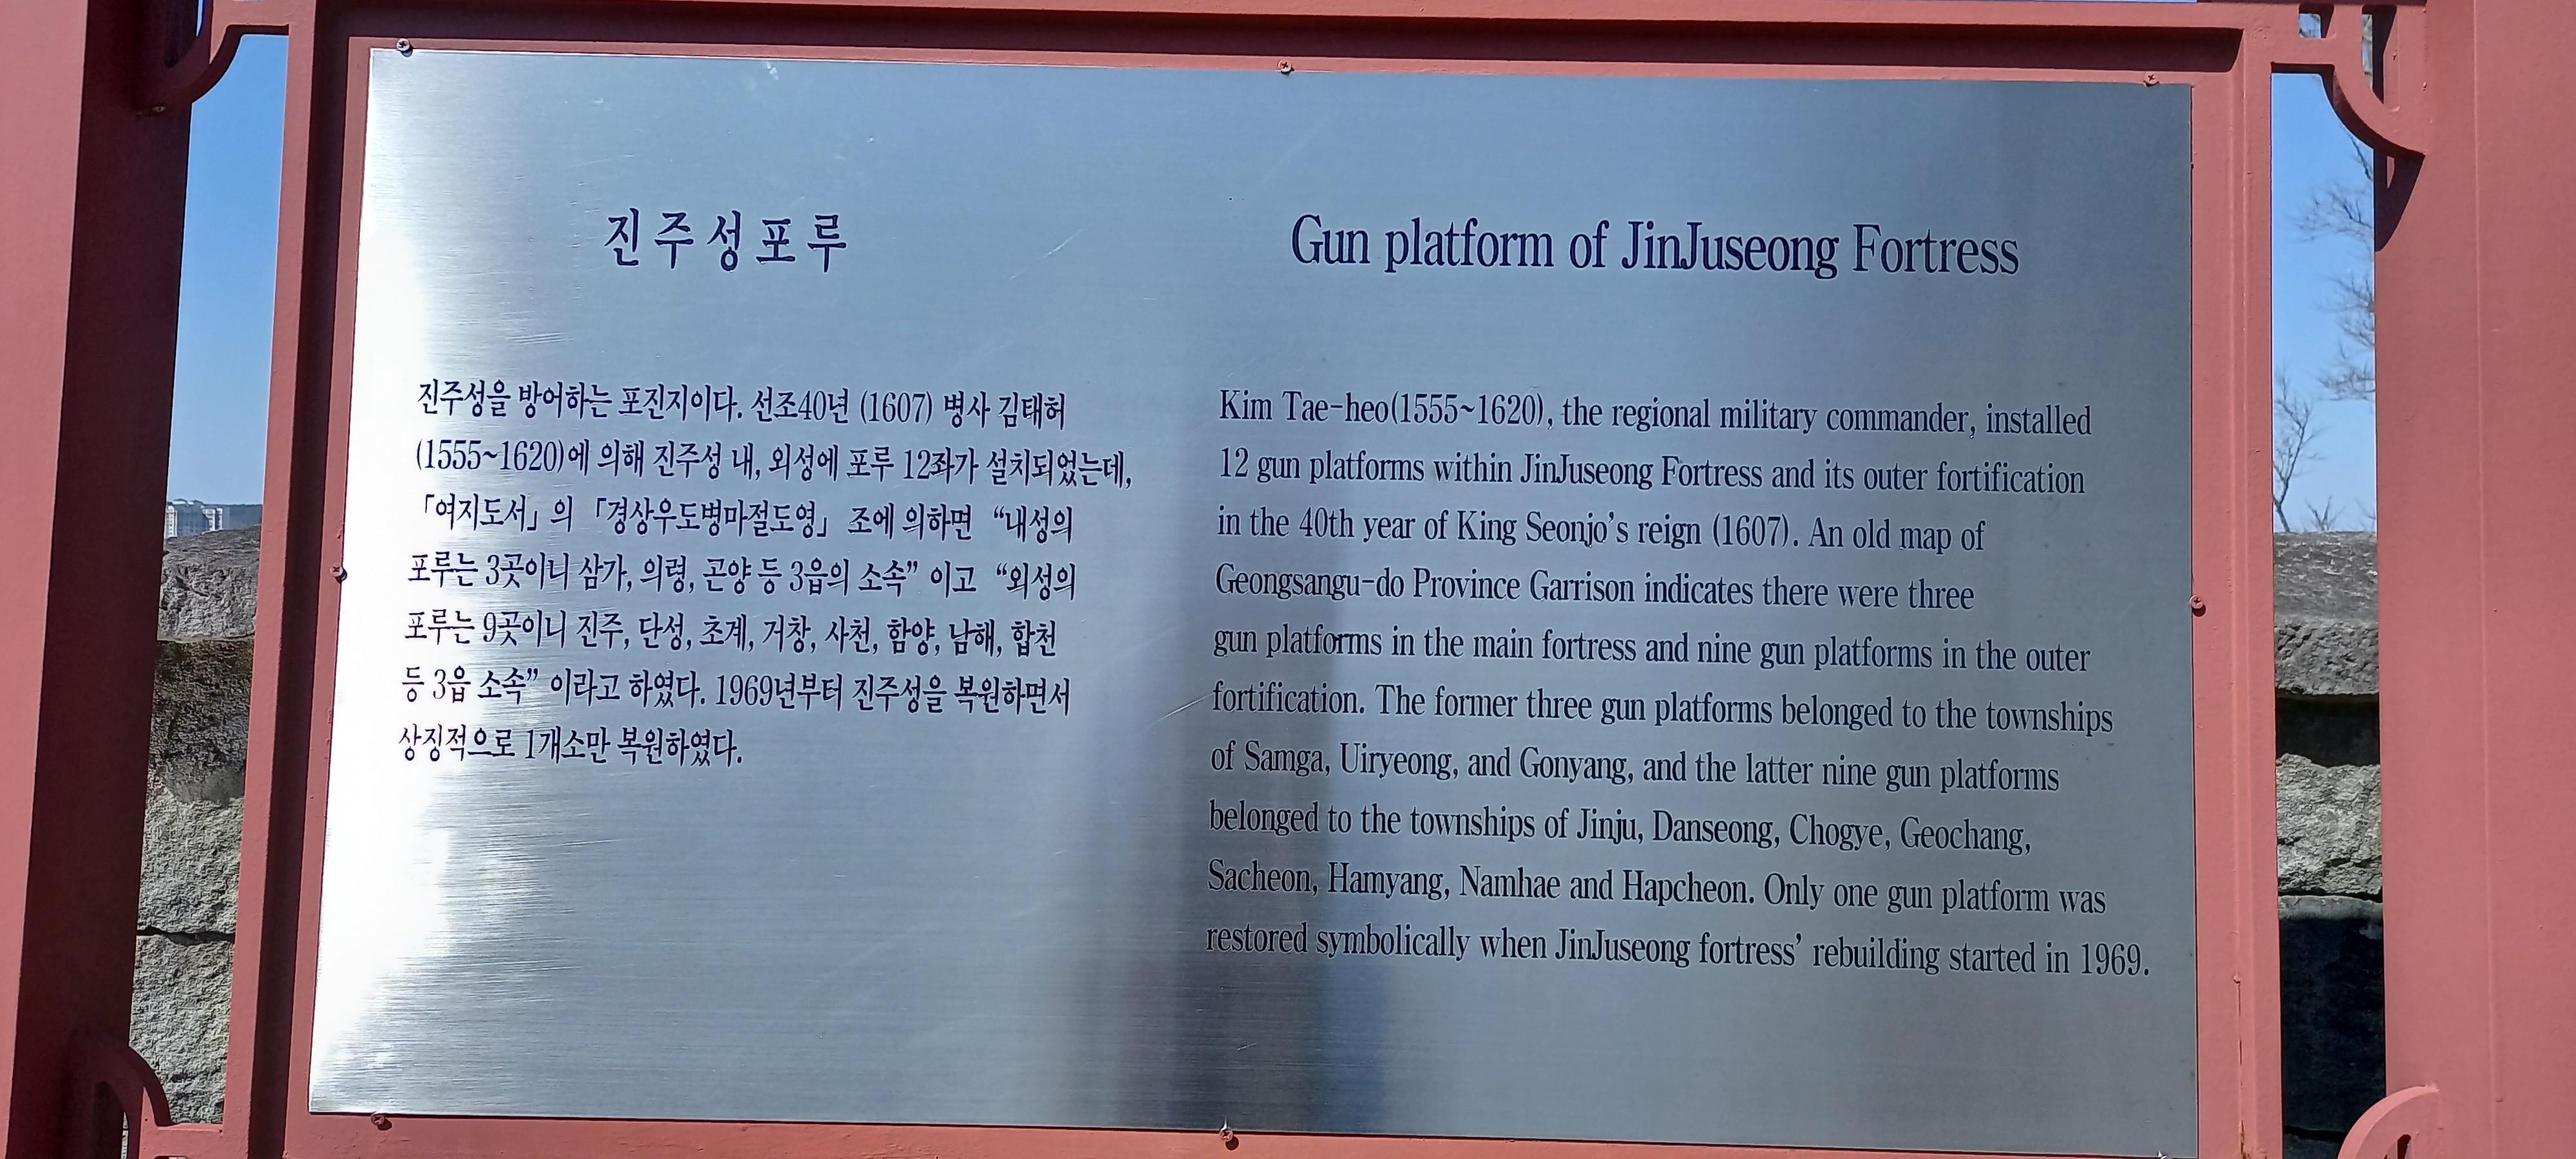 진주성포루
진주성을 방어하는 포진지이다. 선조40년 (1607) 병사 김태허
(1555~1620)에 의해 진주성 내, 외성에 포루 12좌가 설치되었는데,
「여지도서」의 「경상우도병마절도영」 조에 의하면 “내성의
포루는 3곳이니 삼가, 의령, 곤양 등 3읍의 소속” 이고 “외성의
포루는 9곳이니 진주, 단성, 초계, 거창, 사천, 함양, 남해, 합천
등 3읍 소속” 이라고 하였다. 1969년부터 진주성을 복원하면서
상징적으로 1개소만 복원하였다.
Gun platform of JinJuseong Fortress
Kim Tae-heo(1555~1620), the regional military commander, installed
12 gun platforms within JinJuseong Fortress and its outer fortification
in the 40th year of King Seonjo’s reign (1607). An old map of
Geongsangu-do Province Garrison indicates there were three
gun platforms in the main fortress and nine gun platforms in the outer
fortification. The former three gun platforms belonged to the townships
of Samga, Uiryeong, and Gonyang, and the latter nine gun platforms
belonged to the townships of Jinju, Danseong, Chogye, Geochang,
Sacheon, Hamyang, Namhae and Hapcheon. Only one gun platform was
restored symbolically when JinJuseong fortress’ rebuilding started in 1969.